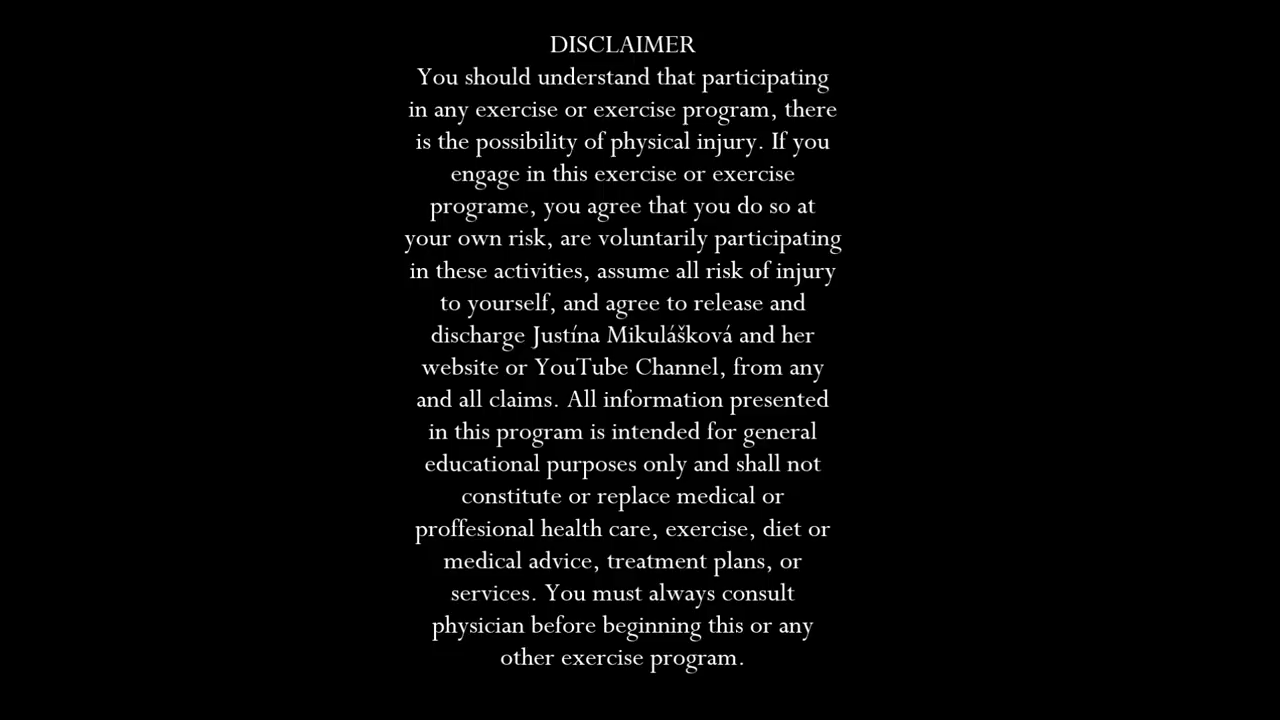 DISCLAIMER
You should understand that participating
in any exercise or exercise program, there
is the possibility of physical injury. If you
engage in this exercise or exercise
programe, you agree that you do so at
your own risk, are voluntarily participating
in these activities, assume all risk of injury
to yourself, and agree to release and
discharge Justína Mikulášková and her
website or YouTube Channel, from any
and all claims. All information presented
in this program is intended for general
educational purposes only and shall not
constitute or replace medical or
proffesional health care, exercise, diet or
medical advice, treatment plans, or
services. You must always consult
physician before beginning this or any
other exercise program.